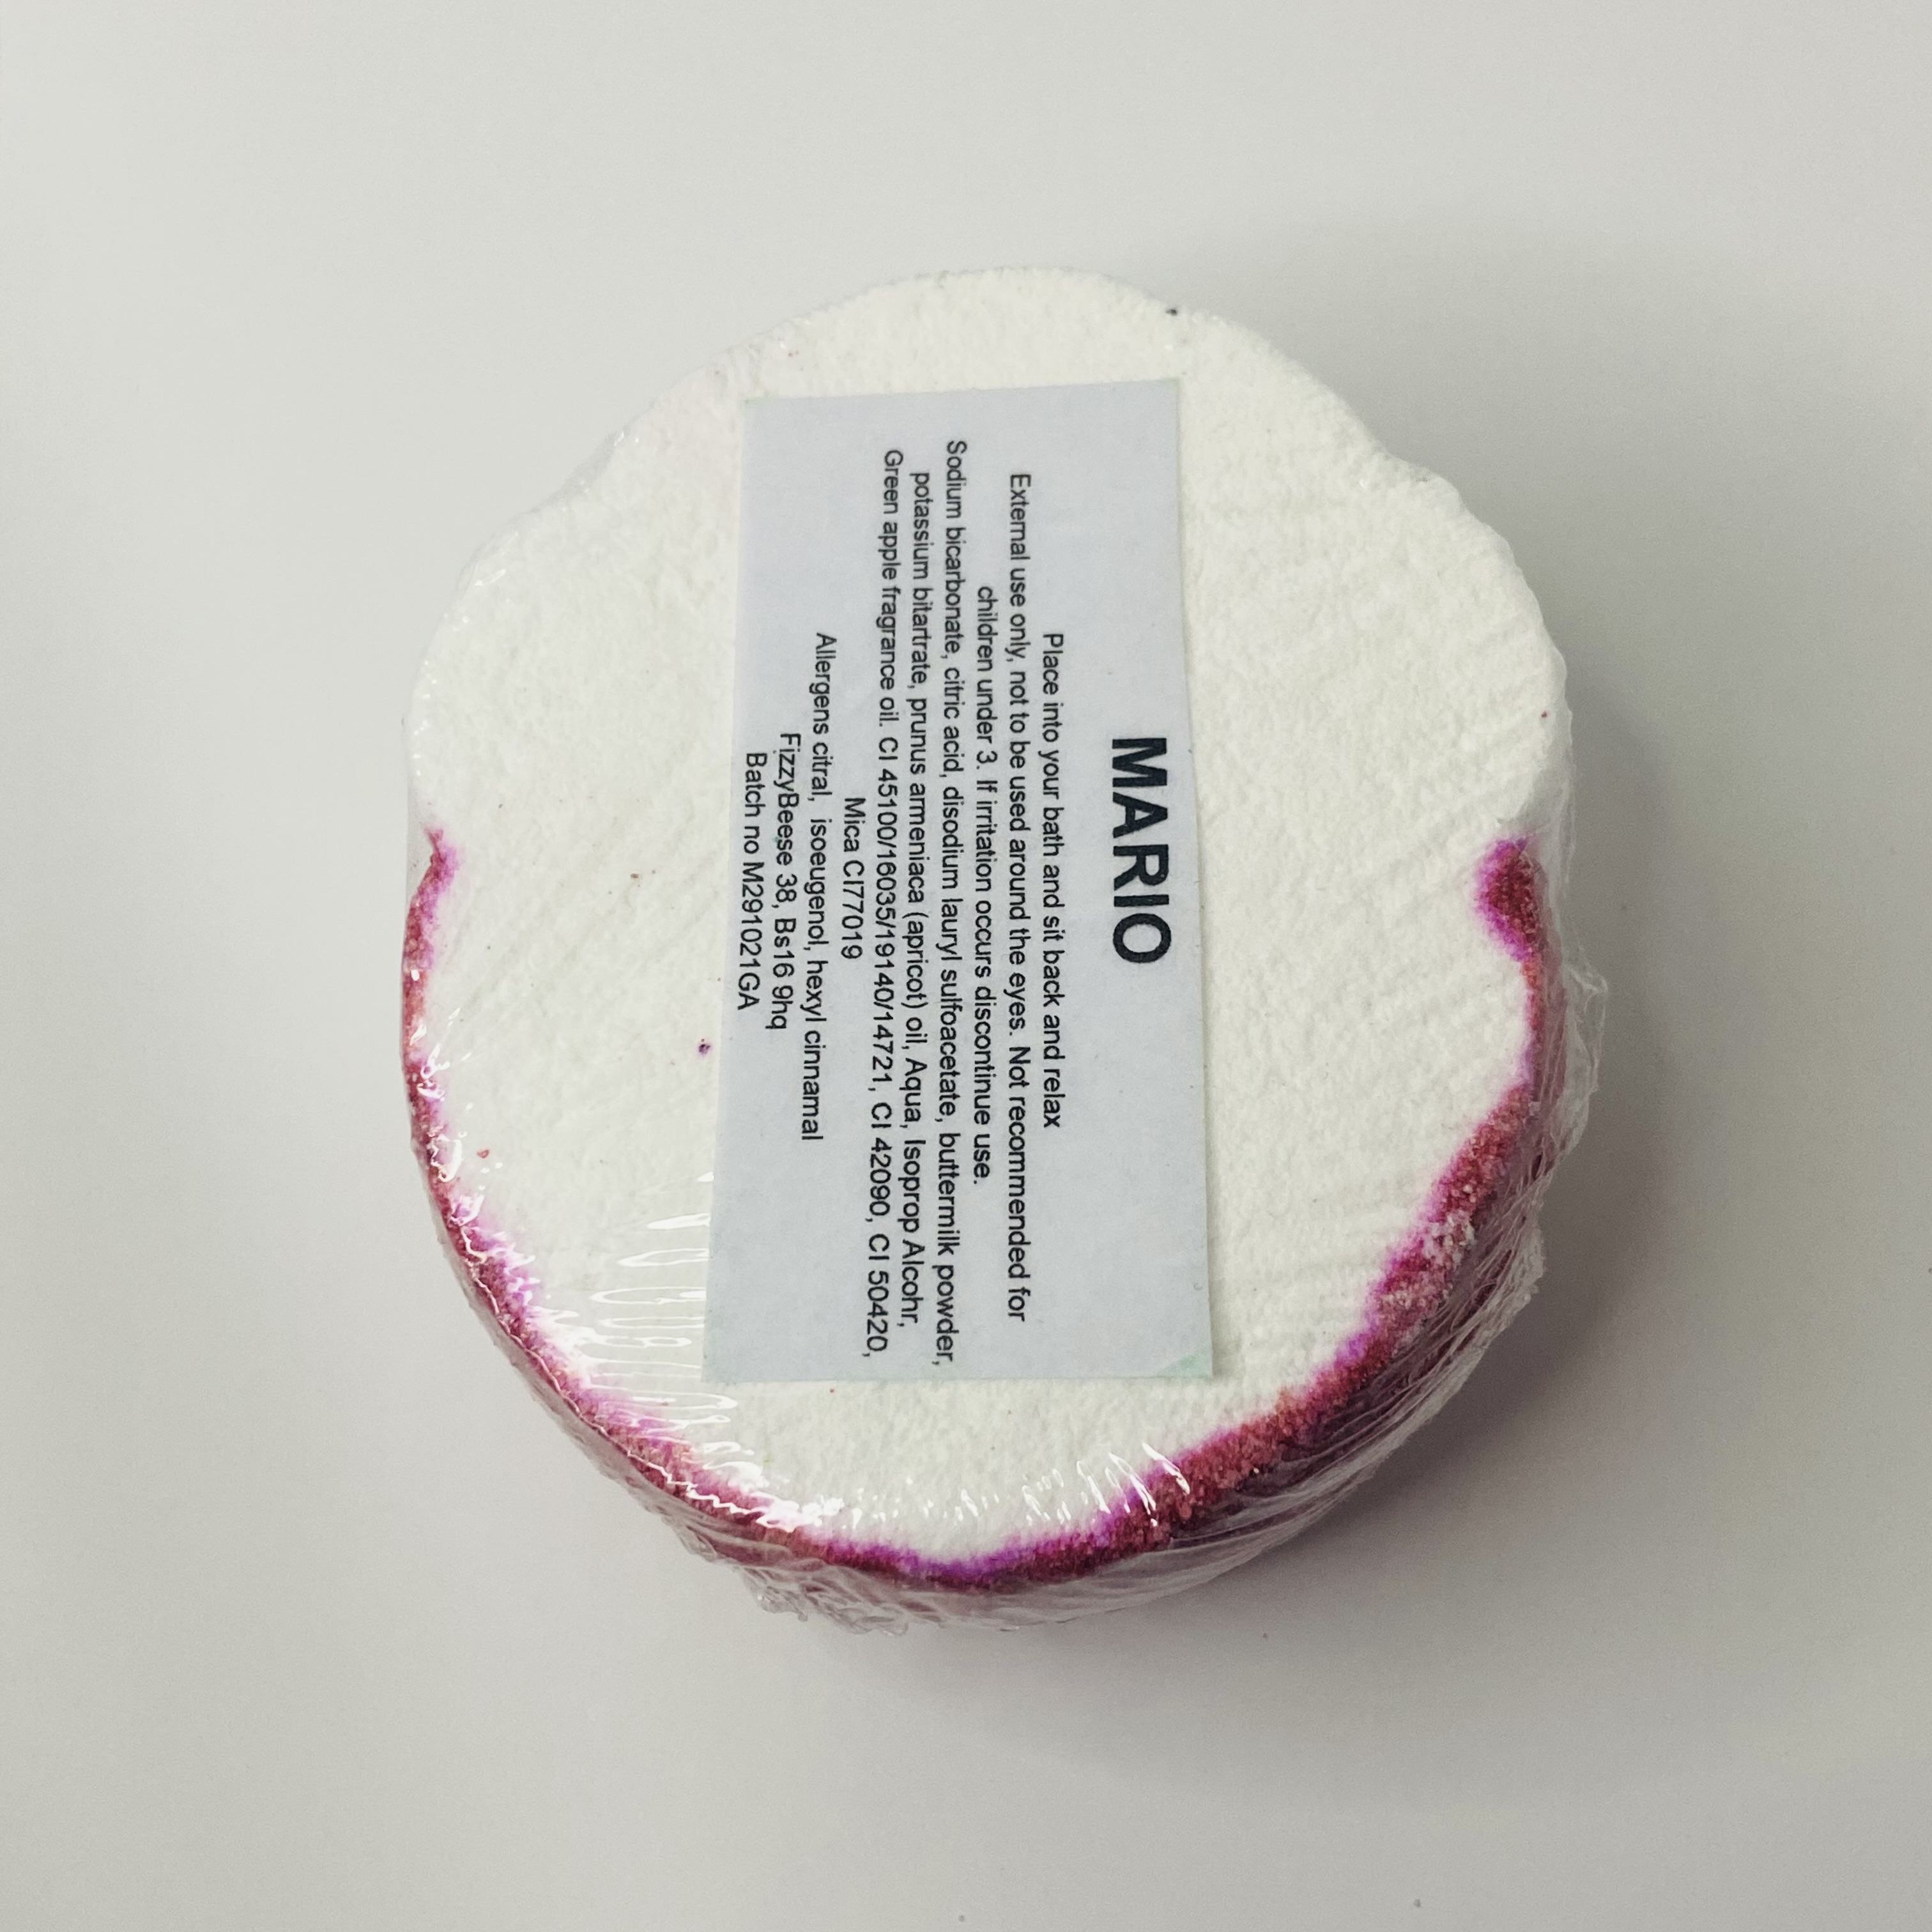 MARIO
Place into your bath and sit back and relax
External use only, not to be used around the eyes. Not recommended for
children under 3. If irritation occurs discontinue use.
Sodium bicarbonate, citric acid, disodium lauryl sulfoacetate, buttermilk powder,
potassium bitartrate, prunus armeniaca (apricot) oil, Aqua, Isoprop Alcohr,
Green apple fragrance oil. CI 45100/16035/19140/14721, CI 42090, CI 50420,
Mica CI77019
Allergens citral, isoeugenol, hexyl cinnamal
FizzyBeese 38, Bs16 9hq
Batch no M291021GA